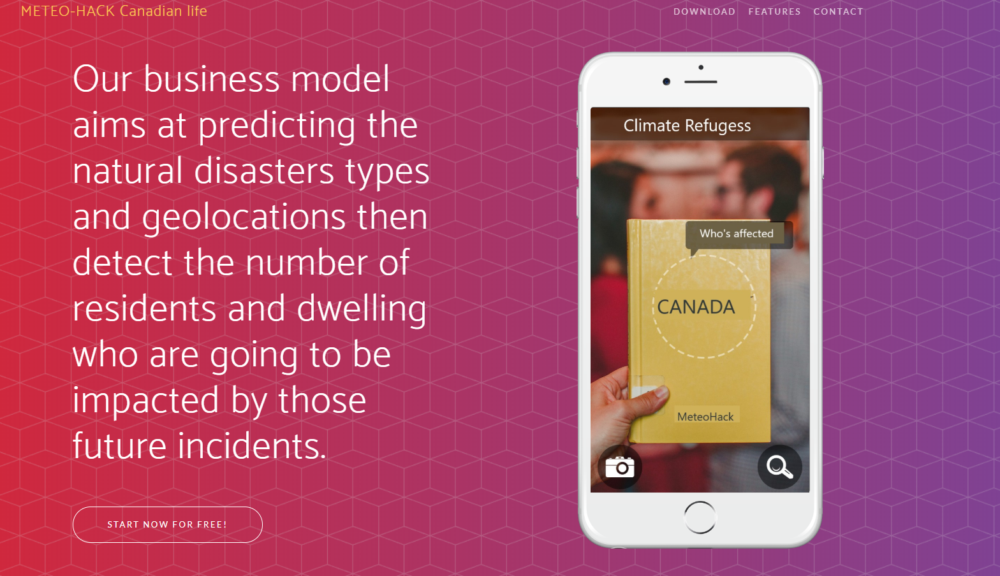 METEO-HACK Canadian life
DOWNLOAD FEATURES CONTACT
Our business model
aims at predicting the
natural disasters types
and geolocations then
detect the number of
residents and dwelling
who are going to be
impacted by those
future incidents.
START NOW FOR FREE!
Climate Refugess
Who's affected
CANADA
MeteoHack